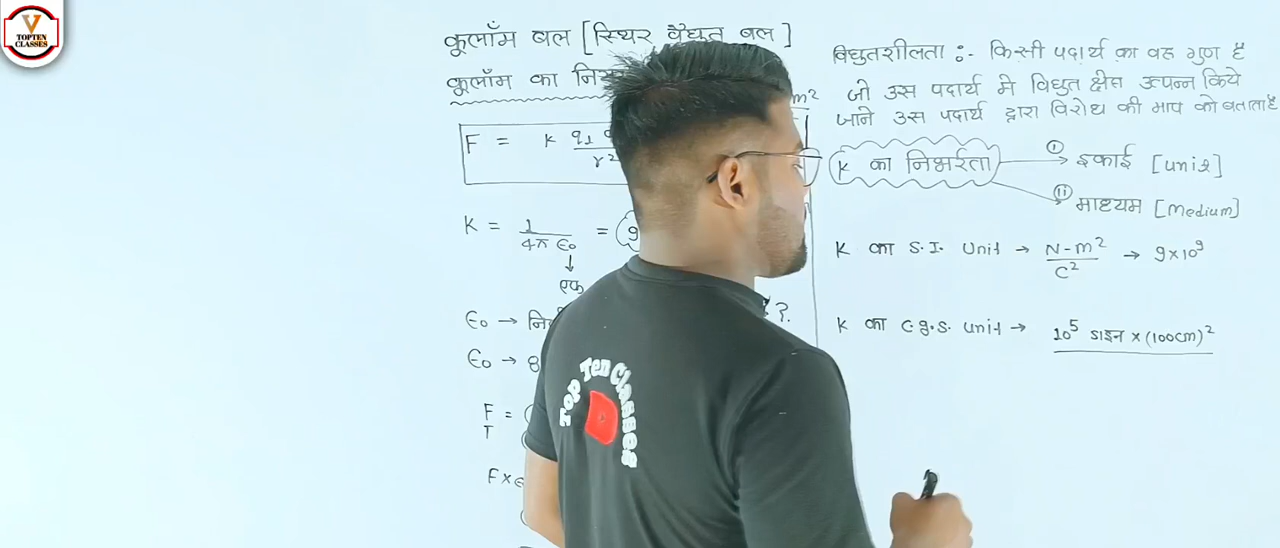 V
TOPTEN
CLASSES
कूलाँम बल [स्थिर वैद्युत बल]
कूलाँम का
m²
F = K q₁
r²
K = 1/4π ε₀ = 9
ε₀ →
ε₀ → 8
F =
T
F×ε
विद्युतशीलता :- किसी पदार्थ का वह गुण है
जो उस पदार्थ मे विद्युत क्षेत्र उत्पन्न किये
जाने उस पदार्थ द्वारा विरोध की माप को बताता है
K का निर्भरता
(I) → इकाई [Unit]
(II) माध्यम [Medium]
K का S.I. Unit → N-m²/C² → 9×10⁹
K का C.g.S. Unit → 10⁵ डाइन × (100cm)²
?.
Top Ten Classes